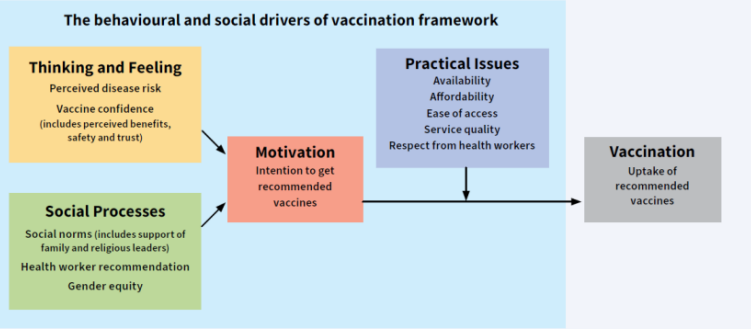 The behavioural and social drivers of vaccination framework
Thinking and Feeling
Perceived disease risk
Vaccine confidence
(includes perceived benefits,
safety and trust)
Social Processes
Social norms (includes support of
family and religious leaders)
Health worker recommendation
Gender equity
Motivation
Intention to get
recommended
vaccines
Practical Issues
Availability
Affordability
Ease of access
Service quality
Respect from health workers
Vaccination
Uptake of
recommended
vaccines